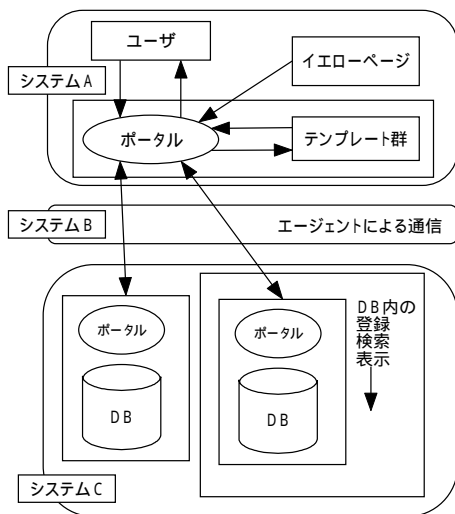 ユーザ
イエローページ
システムA
ポータル
テンプレート群
システムB
エージェントによる通信
ポータル
DB
ポータル
DB
DB内の
登録
検索
表示
システムC